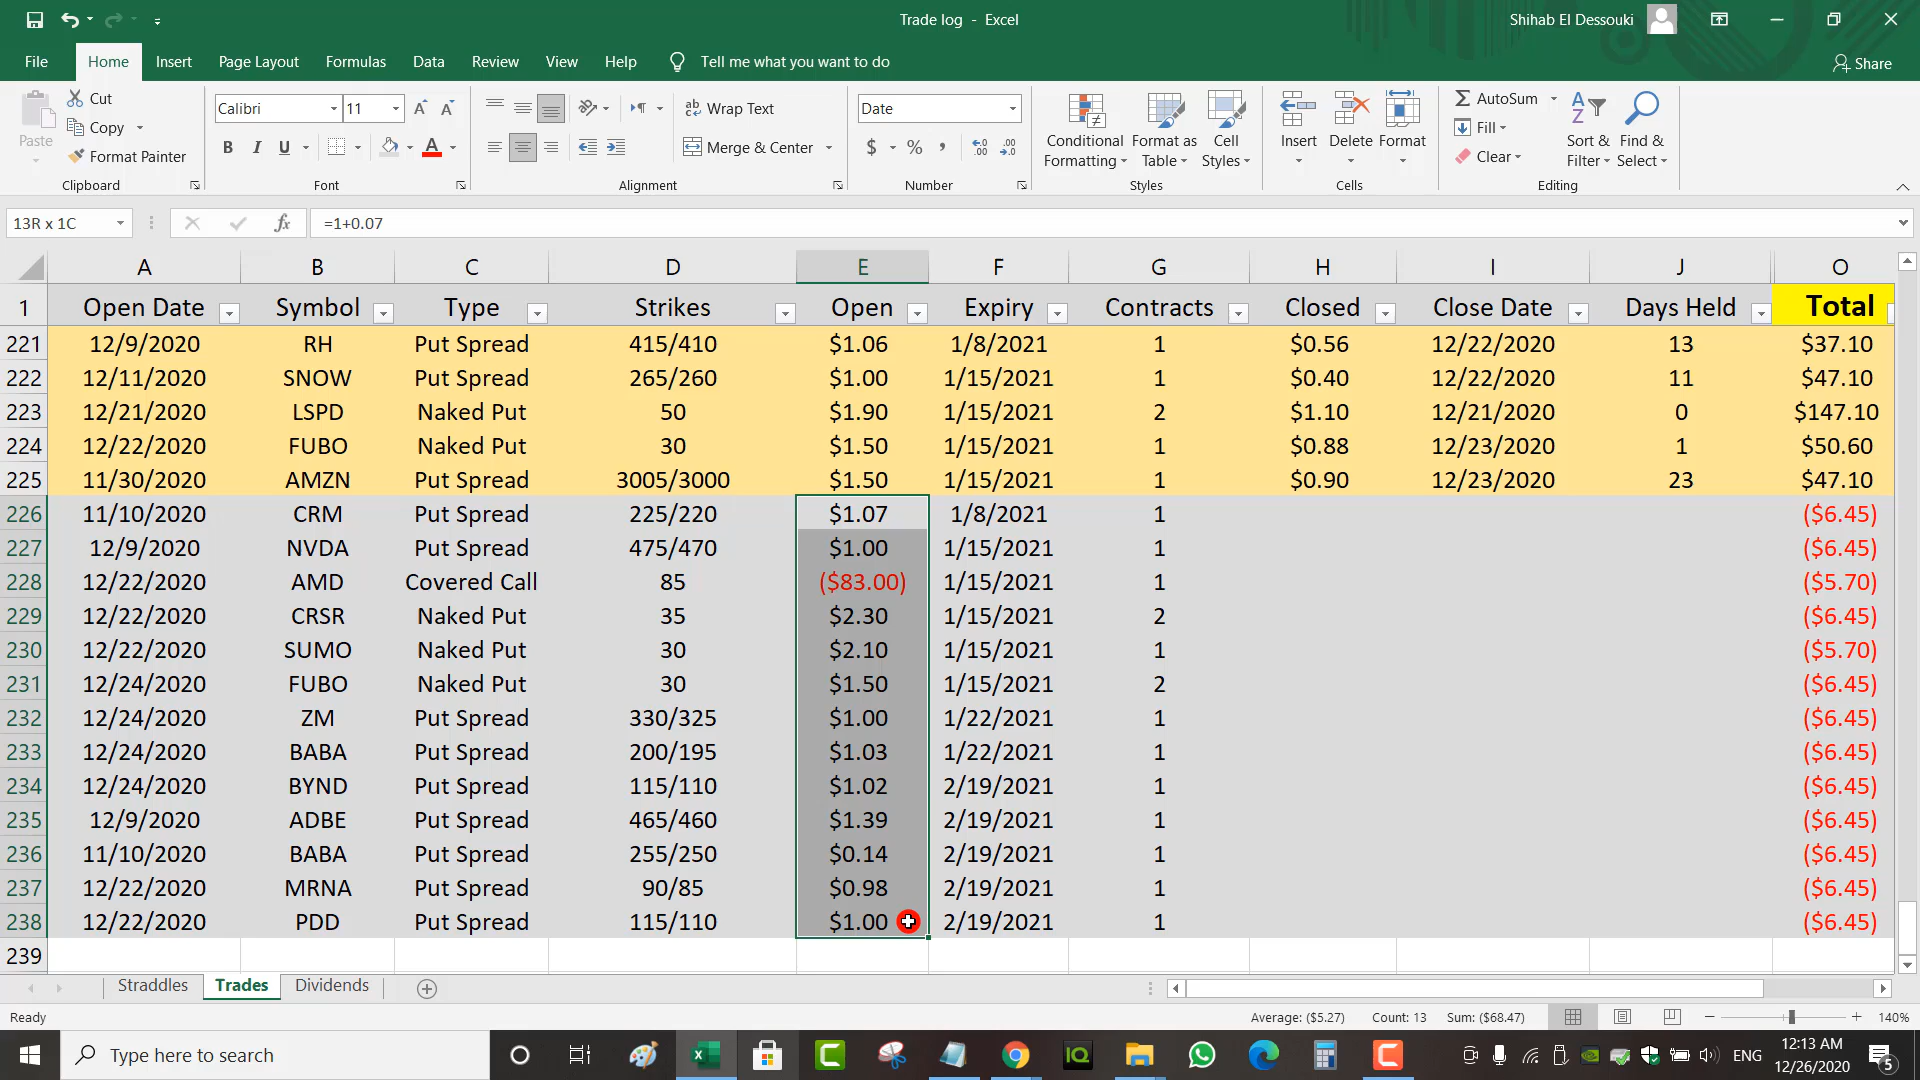 Trade log - Excel
Shihab El Dessouki
File Home Insert Page Layout Formulas Data Review View Help Tell me what you want to do Share
Paste
Cut
Copy
Format Painter
Clipboard
Calibri 11
B I U A
Font
Wrap Text
Merge & Center
Alignment
Date
$ % ,
Number
Conditional Formatting
Format as Table
Cell Styles
Styles
Insert Delete Format
Cells
AutoSum
Fill
Clear
Sort & Filter
Find & Select
Editing
13R x 1C fx =1+0.07
A B C D E F G H I J O
1 Open Date Symbol Type Strikes Open Expiry Contracts Closed Close Date Days Held Total
221 12/9/2020 RH Put Spread 415/410 $1.06 1/8/2021 1 $0.56 12/22/2020 13 $37.10
222 12/11/2020 SNOW Put Spread 265/260 $1.00 1/15/2021 1 $0.40 12/22/2020 11 $47.10
223 12/21/2020 LSPD Naked Put 50 $1.90 1/15/2021 2 $1.10 12/21/2020 0 $147.10
224 12/22/2020 FUBO Naked Put 30 $1.50 1/15/2021 1 $0.88 12/23/2020 1 $50.60
225 11/30/2020 AMZN Put Spread 3005/3000 $1.50 1/15/2021 1 $0.90 12/23/2020 23 $47.10
226 11/10/2020 CRM Put Spread 225/220 $1.07 1/8/2021 1 ($6.45)
227 12/9/2020 NVDA Put Spread 475/470 $1.00 1/15/2021 1 ($6.45)
228 12/22/2020 AMD Covered Call 85 ($83.00) 1/15/2021 1 ($5.70)
229 12/22/2020 CRSR Naked Put 35 $2.30 1/15/2021 2 ($6.45)
230 12/22/2020 SUMO Naked Put 30 $2.10 1/15/2021 1 ($5.70)
231 12/24/2020 FUBO Naked Put 30 $1.50 1/15/2021 2 ($6.45)
232 12/24/2020 ZM Put Spread 330/325 $1.00 1/22/2021 1 ($6.45)
233 12/24/2020 BABA Put Spread 200/195 $1.03 1/22/2021 1 ($6.45)
234 12/24/2020 BYND Put Spread 115/110 $1.02 2/19/2021 1 ($6.45)
235 12/9/2020 ADBE Put Spread 465/460 $1.39 2/19/2021 1 ($6.45)
236 11/10/2020 BABA Put Spread 255/250 $0.14 2/19/2021 1 ($6.45)
237 12/22/2020 MRNA Put Spread 90/85 $0.98 2/19/2021 1 ($6.45)
238 12/22/2020 PDD Put Spread 115/110 $1.00 2/19/2021 1 ($6.45)
239
Straddles Trades Dividends
Ready Average: ($5.27) Count: 13 Sum: ($68.47) 140%
Type here to search
IQ
ENG
12:13 AM
12/26/2020
5